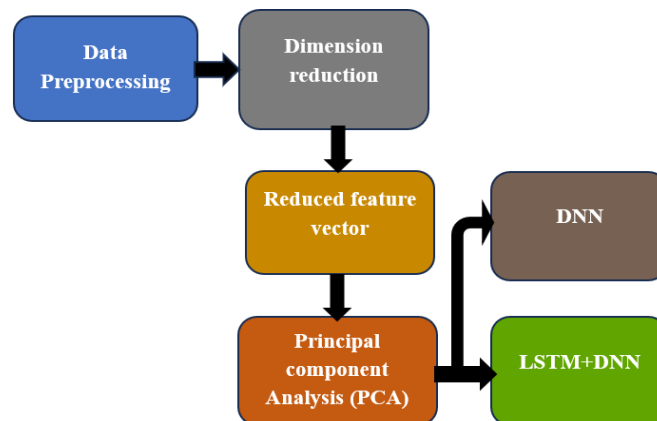 Data
Preprocessing
Dimension
reduction
Reduced feature
vector
DNN
Principal
component
Analysis (PCA)
LSTM+DNN